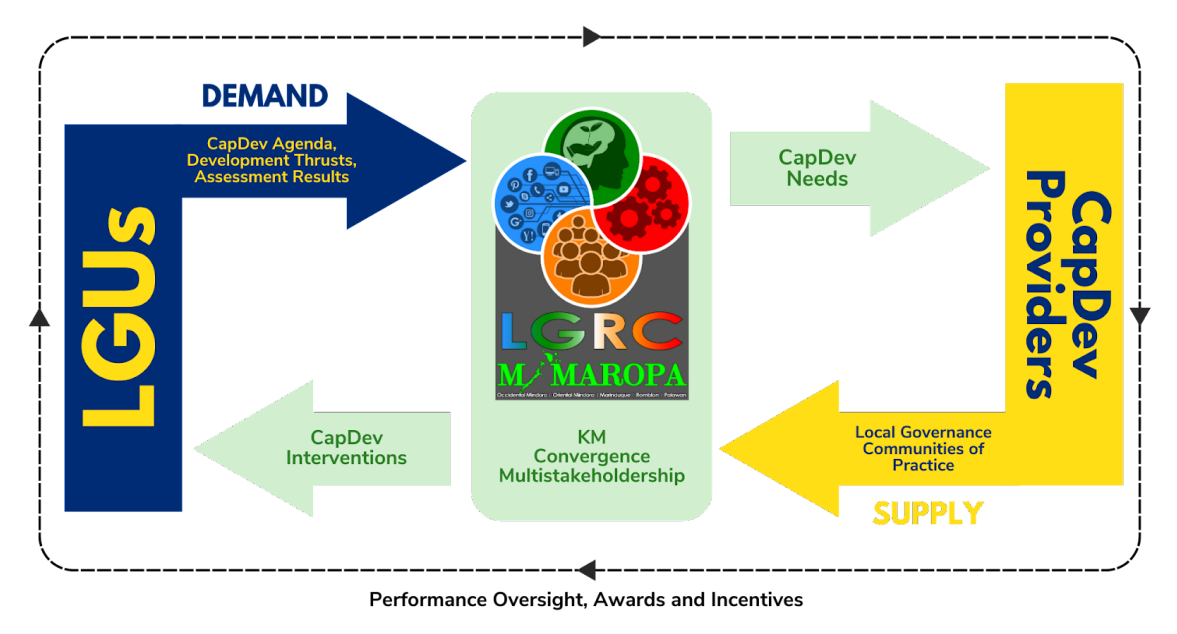 DEMAND
CapDev Agenda,
Development Thrusts,
Assessment Results
LGUs
CapDev
Needs
CapDev
Providers
LGRC
MIMAROPA
Occidental Mindoro | Oriental Mindoro | Marinduque | Romblon | Palawan
KM
Convergence
Multistakeholdership
CapDev
Interventions
Local Governance
Communities of
Practice
SUPPLY
Performance Oversight, Awards and Incentives